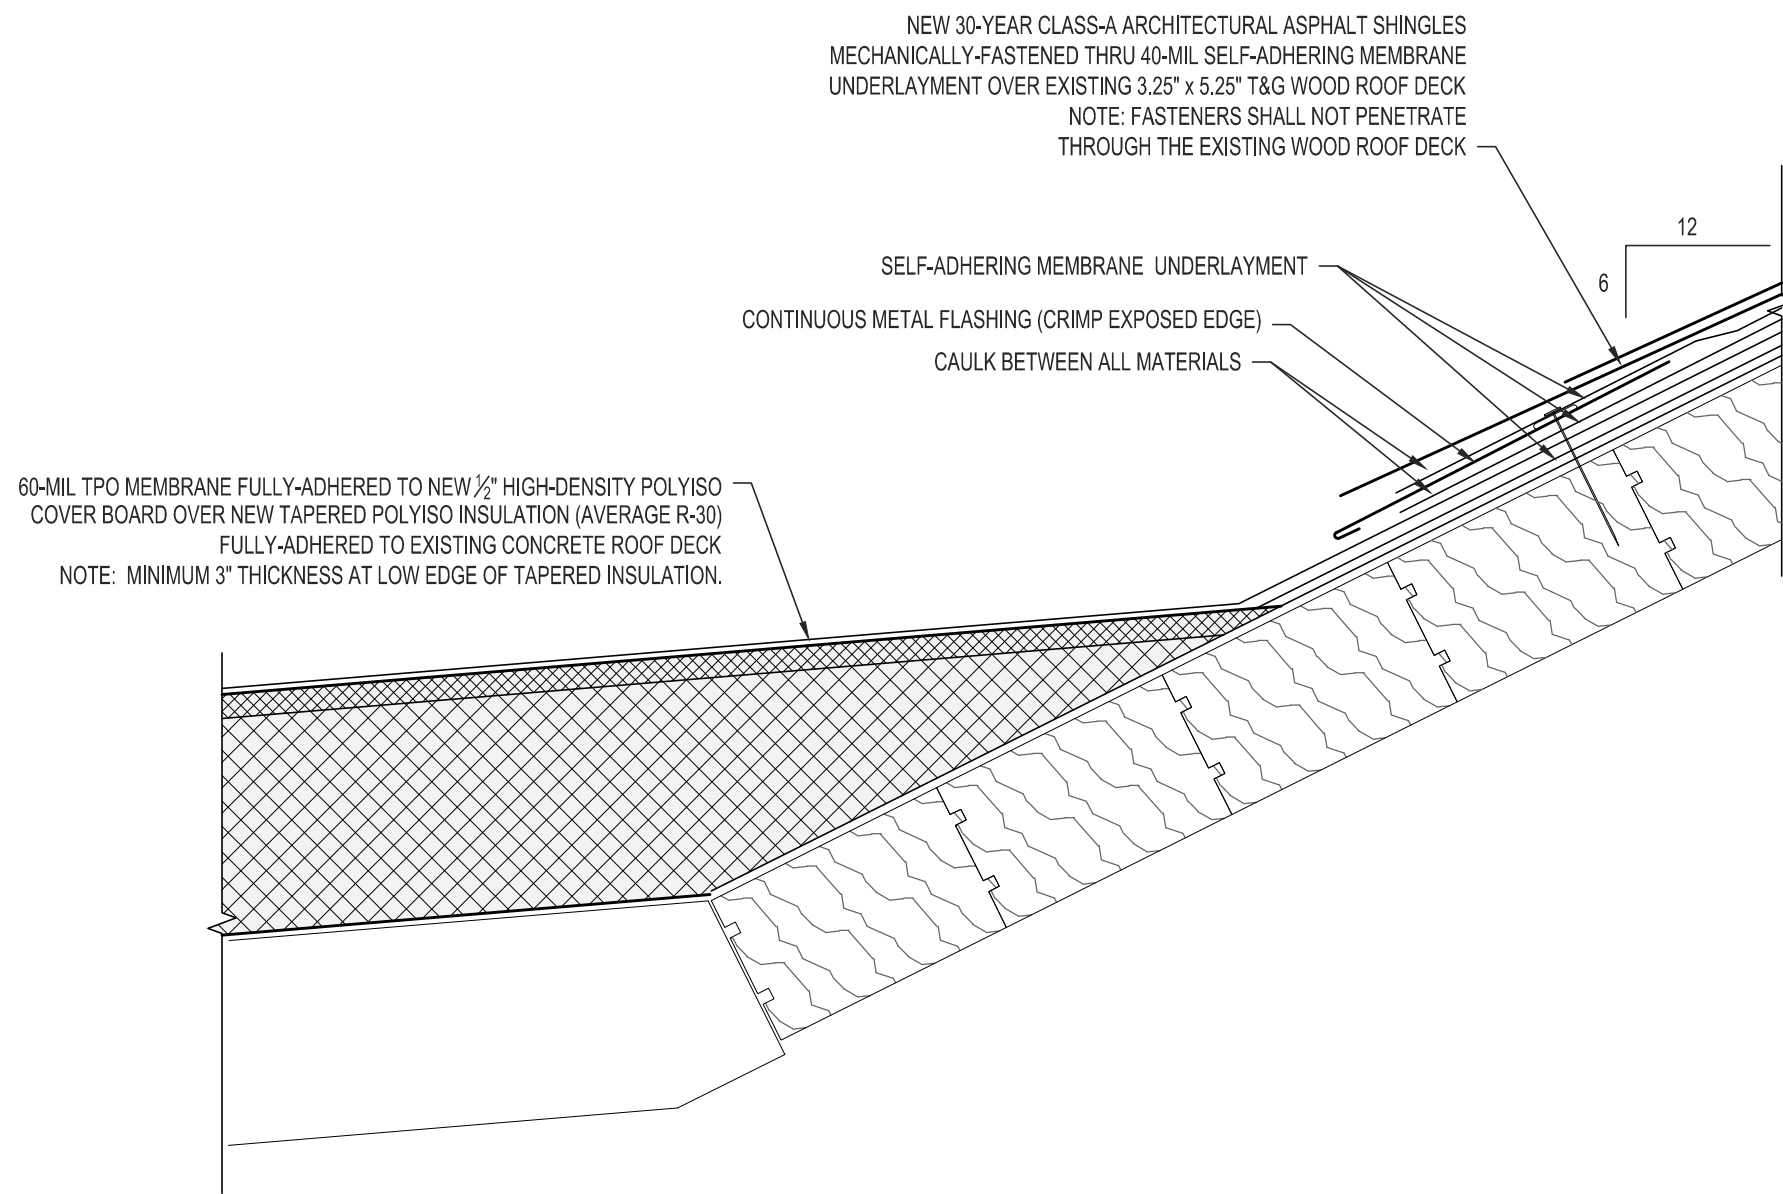 NEW 30-YEAR CLASS-A ARCHITECTURAL ASPHALT SHINGLES
MECHANICALLY-FASTENED THRU 40-MIL SELF-ADHERING MEMBRANE
UNDERLAYMENT OVER EXISTING 3.25" x 5.25" T&G WOOD ROOF DECK
NOTE: FASTENERS SHALL NOT PENETRATE
THROUGH THE EXISTING WOOD ROOF DECK
12
6
SELF-ADHERING MEMBRANE UNDERLAYMENT
CONTINUOUS METAL FLASHING (CRIMP EXPOSED EDGE)
CAULK BETWEEN ALL MATERIALS
60-MIL TPO MEMBRANE FULLY-ADHERED TO NEW ½" HIGH-DENSITY POLYISO
COVER BOARD OVER NEW TAPERED POLYISO INSULATION (AVERAGE R-30)
FULLY-ADHERED TO EXISTING CONCRETE ROOF DECK
NOTE: MINIMUM 3" THICKNESS AT LOW EDGE OF TAPERED INSULATION.